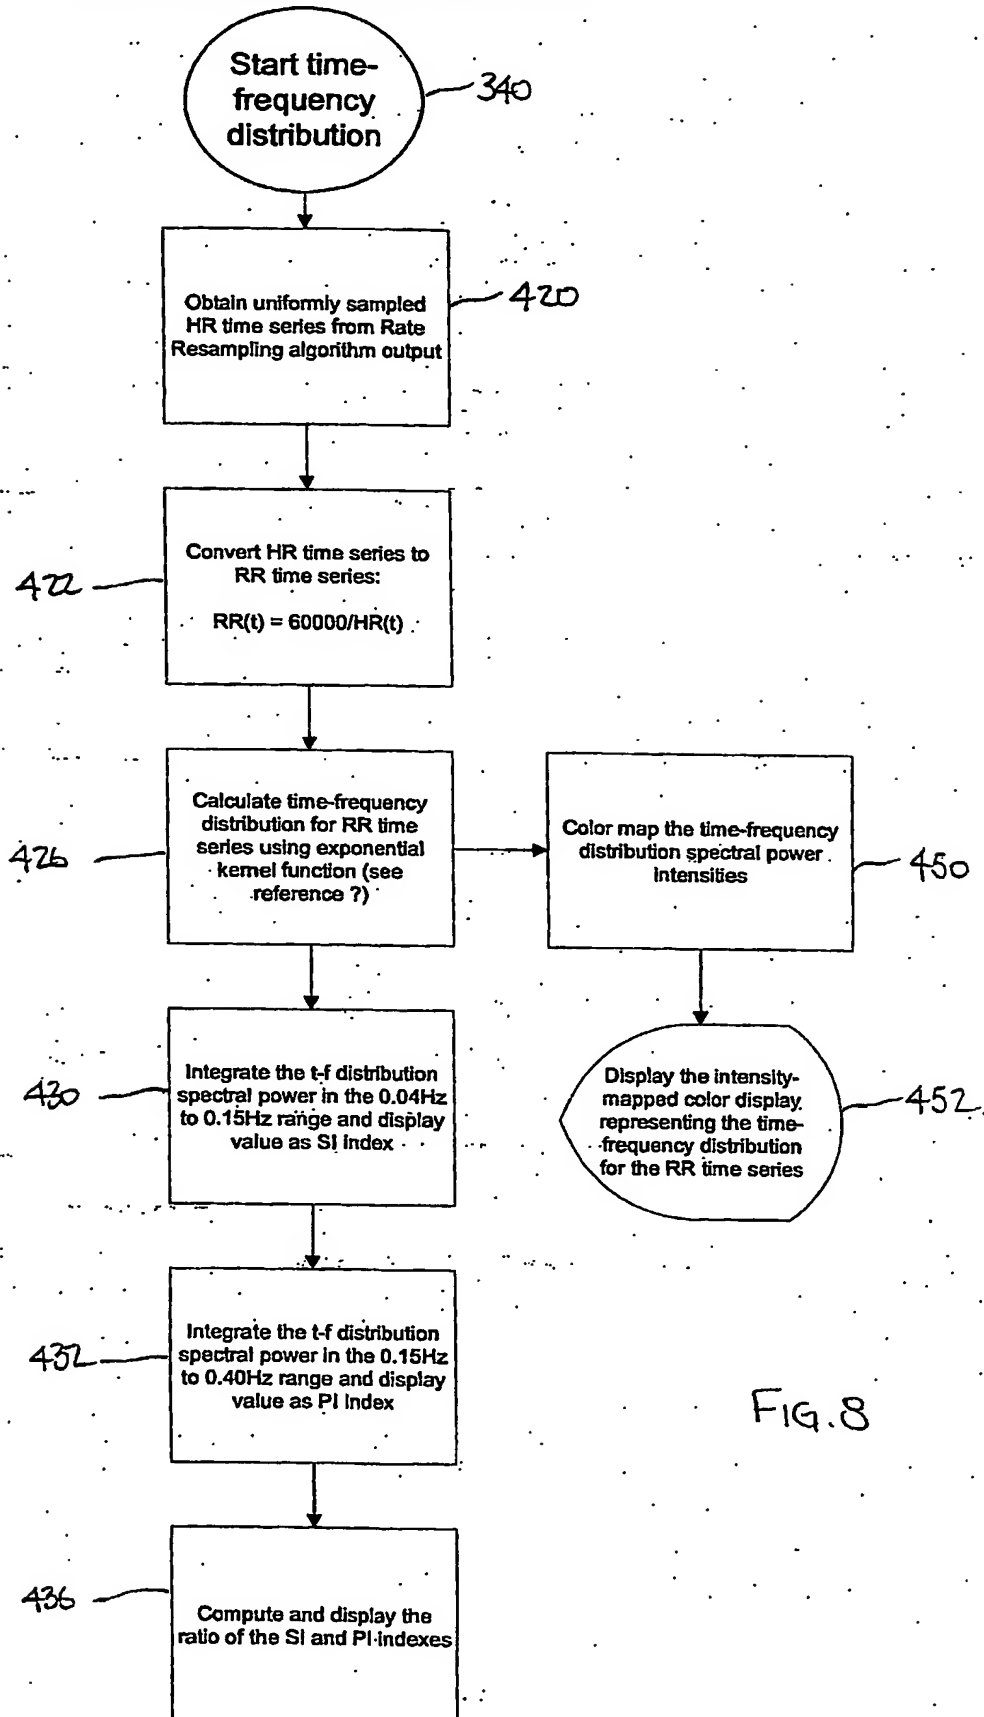 Start time-
frequency
distribution
340
Obtain uniformly sampled
HR time series from Rate
Resampling algorithm output
420
Convert HR time series to
RR time series:
RR(t) = 60000/HR(t)
422
Calculate time-frequency
distribution for RR time
series using exponential
kernel function (see
reference ?)
426
Color map the time-frequency
distribution spectral power
intensities
450
Integrate the t-f distribution
spectral power in the 0.04Hz
to 0.15Hz range and display
value as SI index
430
Display the intensity-
mapped color display
representing the time-
frequency distribution
for the RR time series
452
Integrate the t-f distribution
spectral power in the 0.15Hz
to 0.40Hz range and display
value as PI Index
432
FIG. 8
Compute and display the
ratio of the SI and PI indexes
436